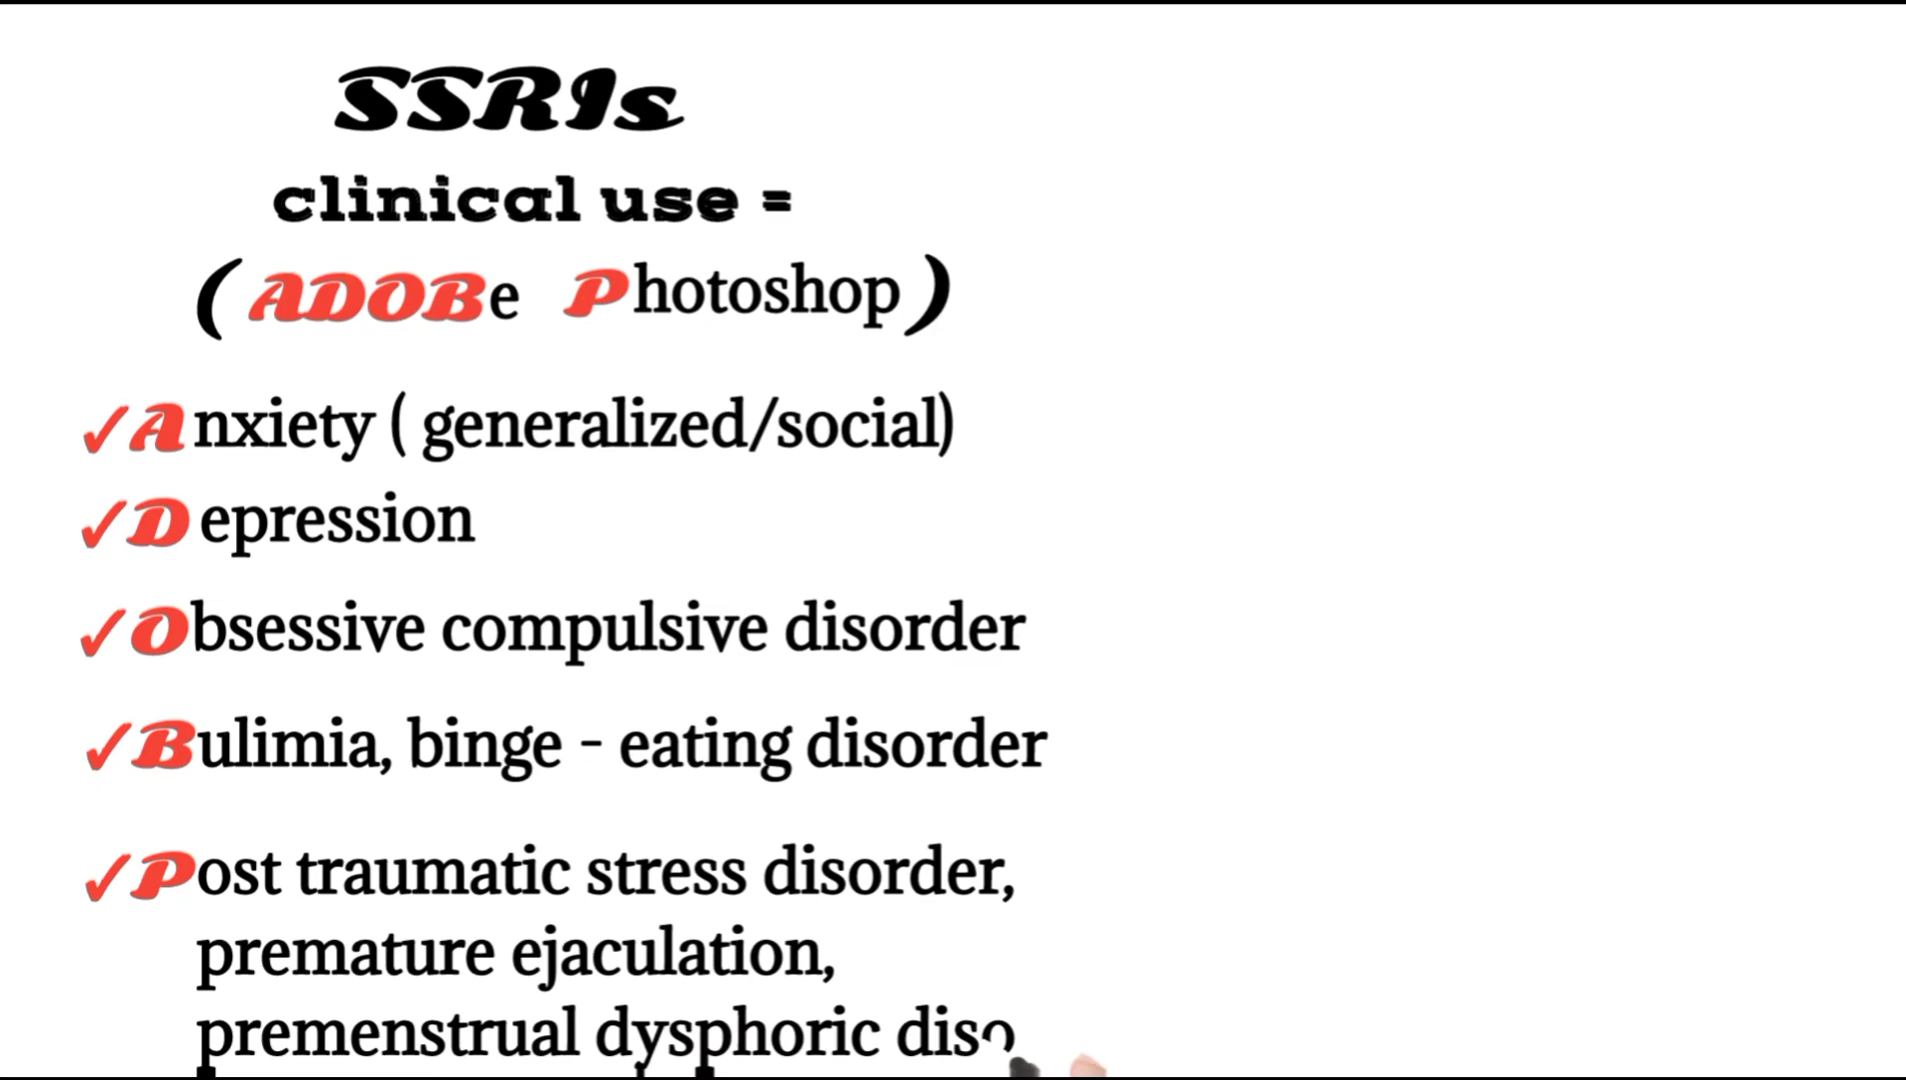 SSRIs
clinical use =
( ADOBe Photoshop )
✓Anxiety ( generalized/social)
✓Depression
✓Obsessive compulsive disorder
✓Bulimia, binge - eating disorder
✓Post traumatic stress disorder,
premature ejaculation,
premenstrual dysphoric